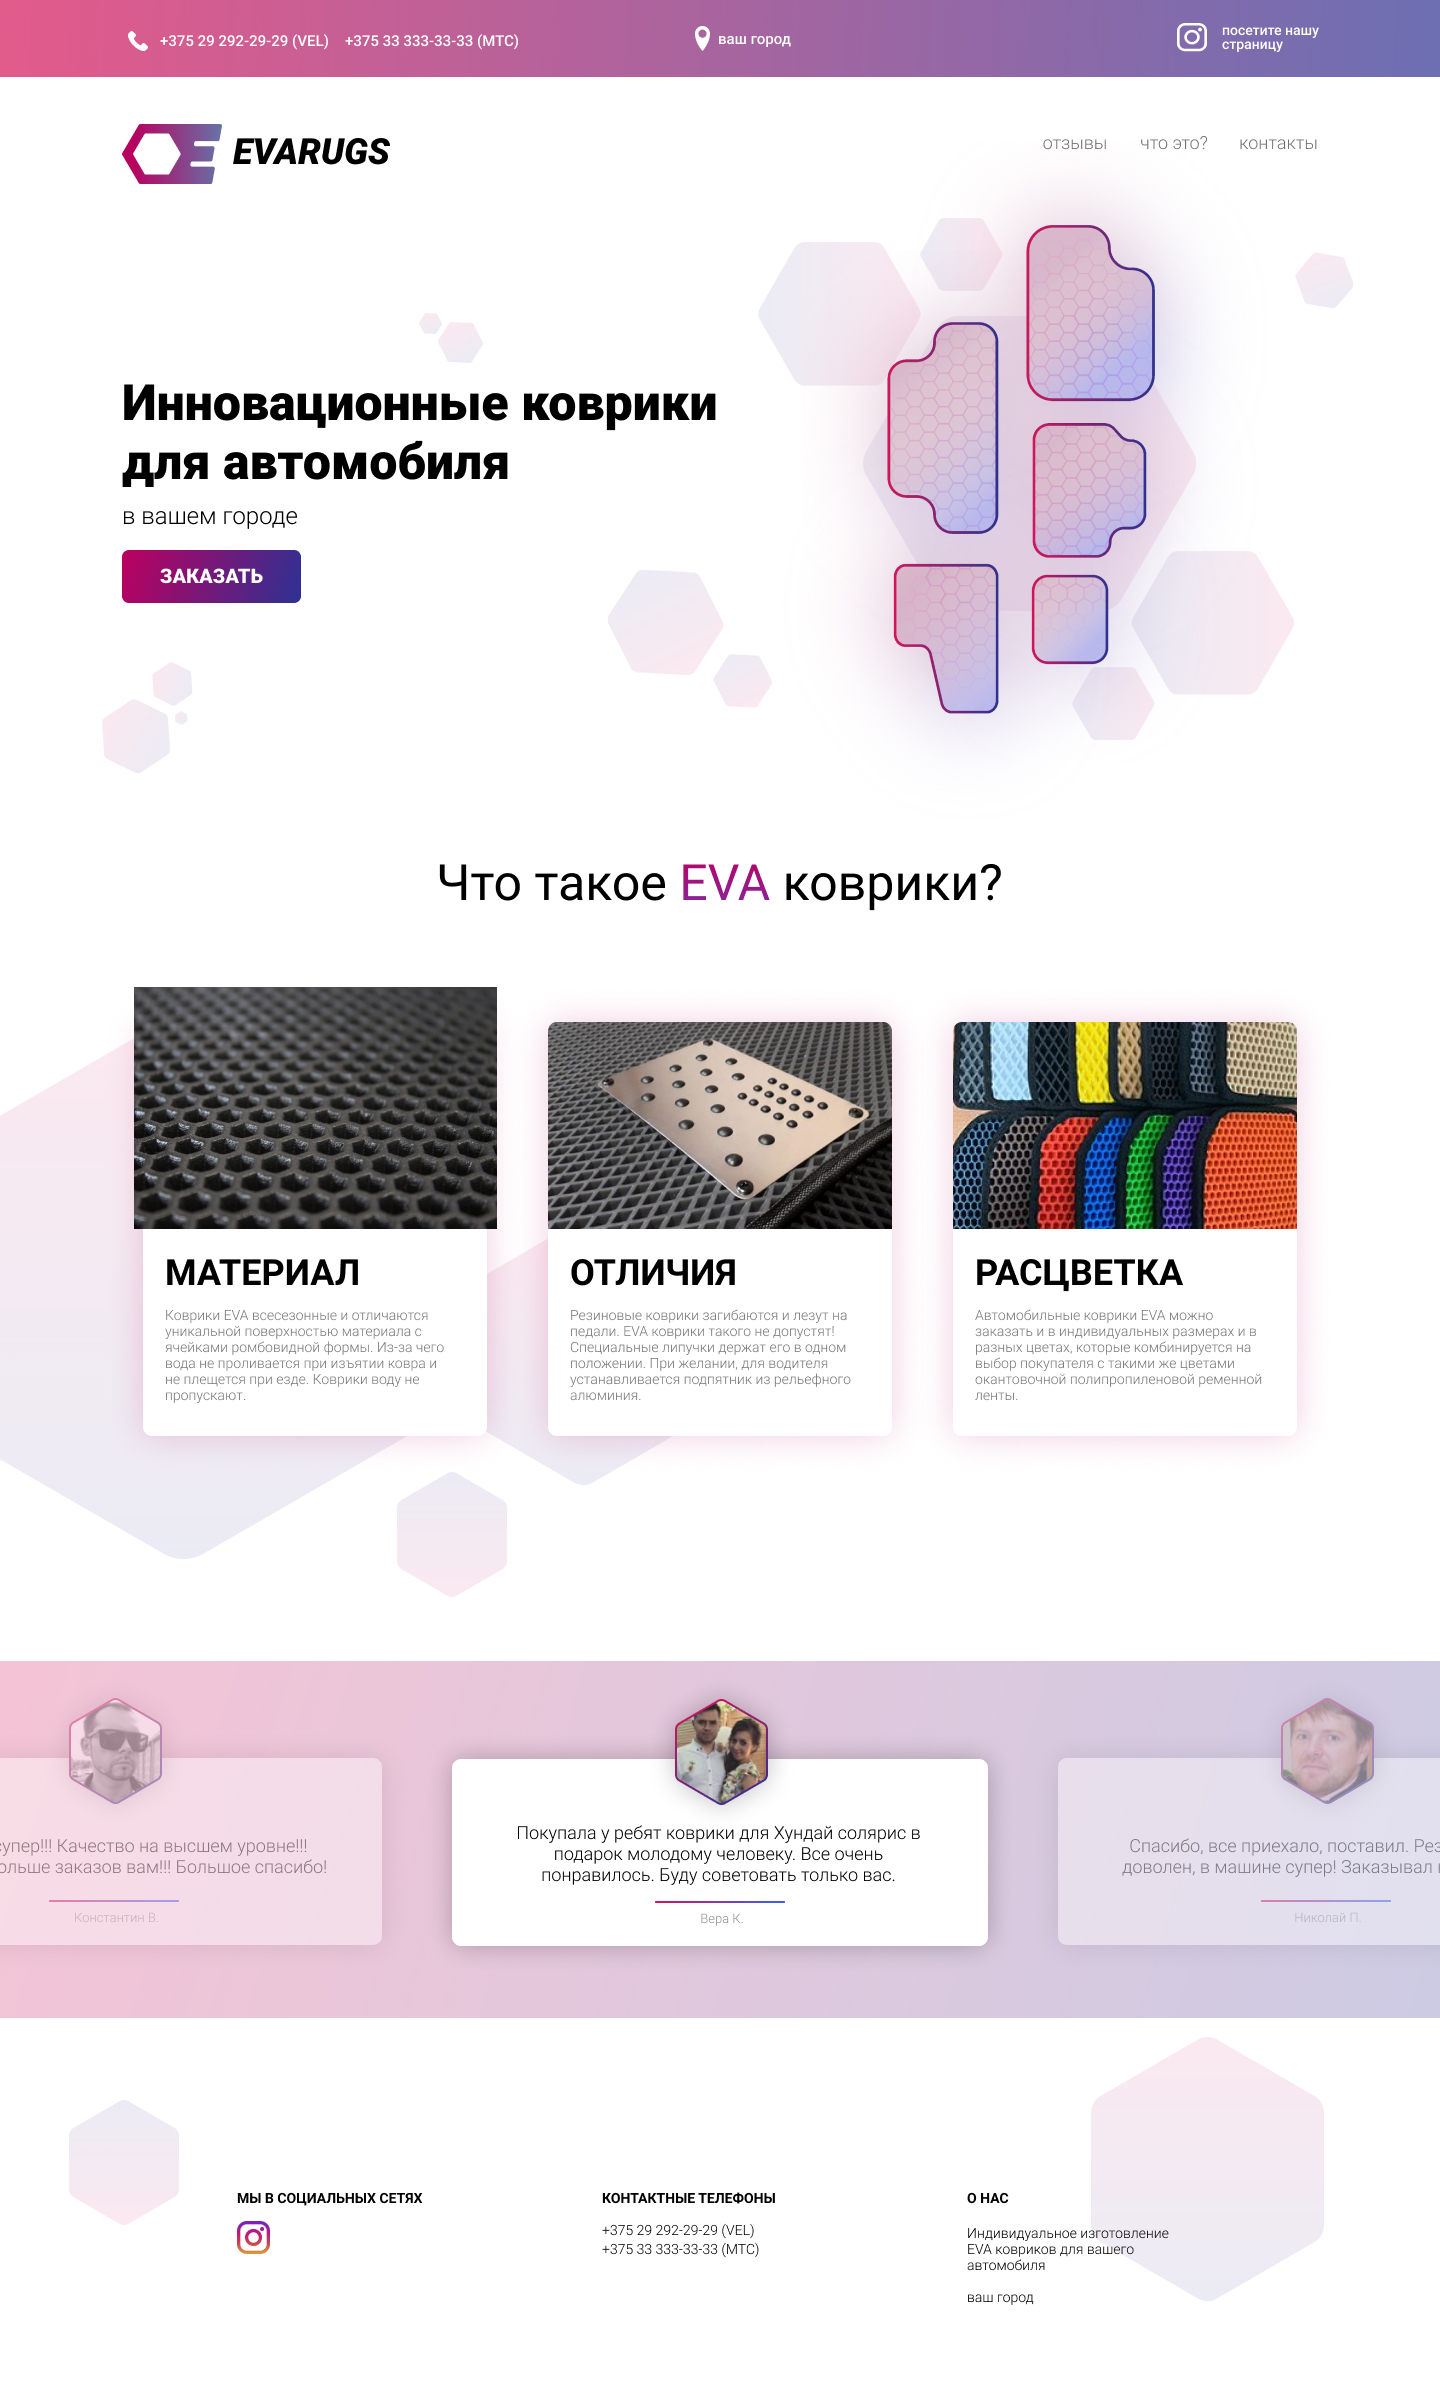 +375 29 292-29-29 (VEL) +375 33 333-33-33 (МТС)
ваш город
посетите нашу
страницу
EVARUGS
отзывы что это? контакты
Инновационные коврики
для автомобиля
в вашем городе
ЗАКАЗАТЬ
Что такое EVA коврики?
МАТЕРИАЛ
Коврики EVA всесезонные и отличаются
уникальной поверхностью материала с
ячейками ромбовидной формы. Из-за чего
вода не проливается при изъятии ковра и
не плещется при езде. Коврики воду не
пропускают.
ОТЛИЧИЯ
Резиновые коврики загибаются и лезут на
педали. EVA коврики такого не допустят!
Специальные липучки держат его в одном
положении. При желании, для водителя
устанавливается подпятник из рельефного
алюминия.
РАСЦВЕТКА
Автомобильные коврики EVA можно
заказать и в индивидуальных размерах и в
разных цветах, которые комбинируется на
выбор покупателя с такими же цветами
окантовочной полипропиленовой ременной
ленты.
супер!!! Качество на высшем уровне!!!
ольше заказов вам!!! Большое спасибо!
Константин В.
Покупала у ребят коврики для Хундай солярис в
подарок молодому человеку. Все очень
понравилось. Буду советовать только вас.
Вера К.
Спасибо, все приехало, поставил. Рез
доволен, в машине супер! Заказывал
Николай П.
МЫ В СОЦИАЛЬНЫХ СЕТЯХ
КОНТАКТНЫЕ ТЕЛЕФОНЫ
+375 29 292-29-29 (VEL)
+375 33 333-33-33 (МТС)
О НАС
Индивидуальное изготовление
EVA ковриков для вашего
автомобиля
ваш город